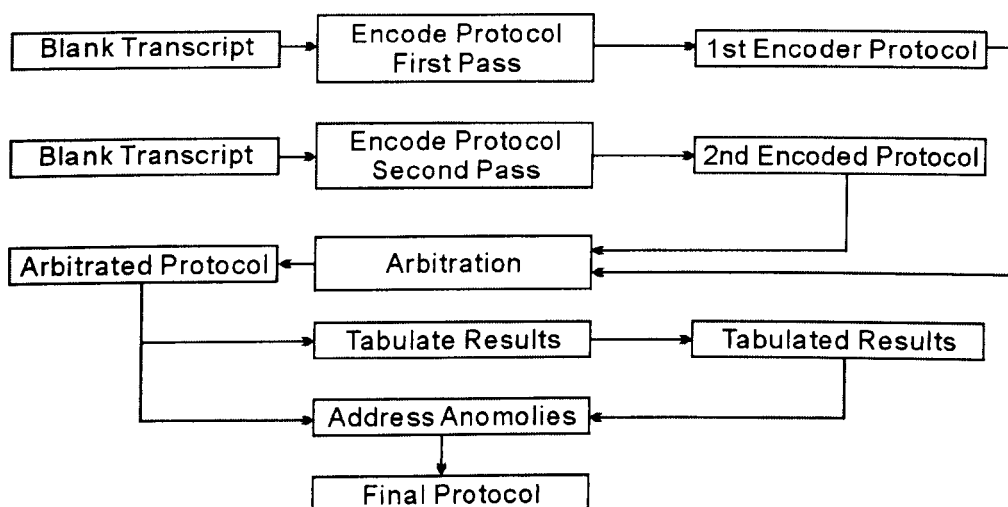 Blank Transcript
Encode Protocol
First Pass
1st Encoder Protocol
Blank Transcript
Encode Protocol
Second Pass
2nd Encoded Protocol
Arbitrated Protocol
Arbitration
Tabulate Results
Tabulated Results
Address Anomolies
Final Protocol